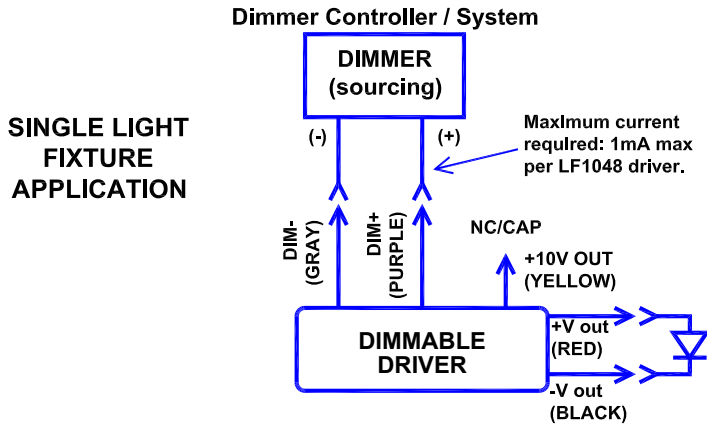 Dimmer Controller / System
DIMMER
(sourcing)
SINGLE LIGHT
FIXTURE
APPLICATION
(-)
(+)
MaxImum current
required: 1mA max
per LF1048 driver.
DIM-
(GRAY)
DIM+
(PURPLE)
NC/CAP
+10V OUT
(YELLOW)
DIMMABLE
DRIVER
+V out
(RED)
-V out
(BLACK)